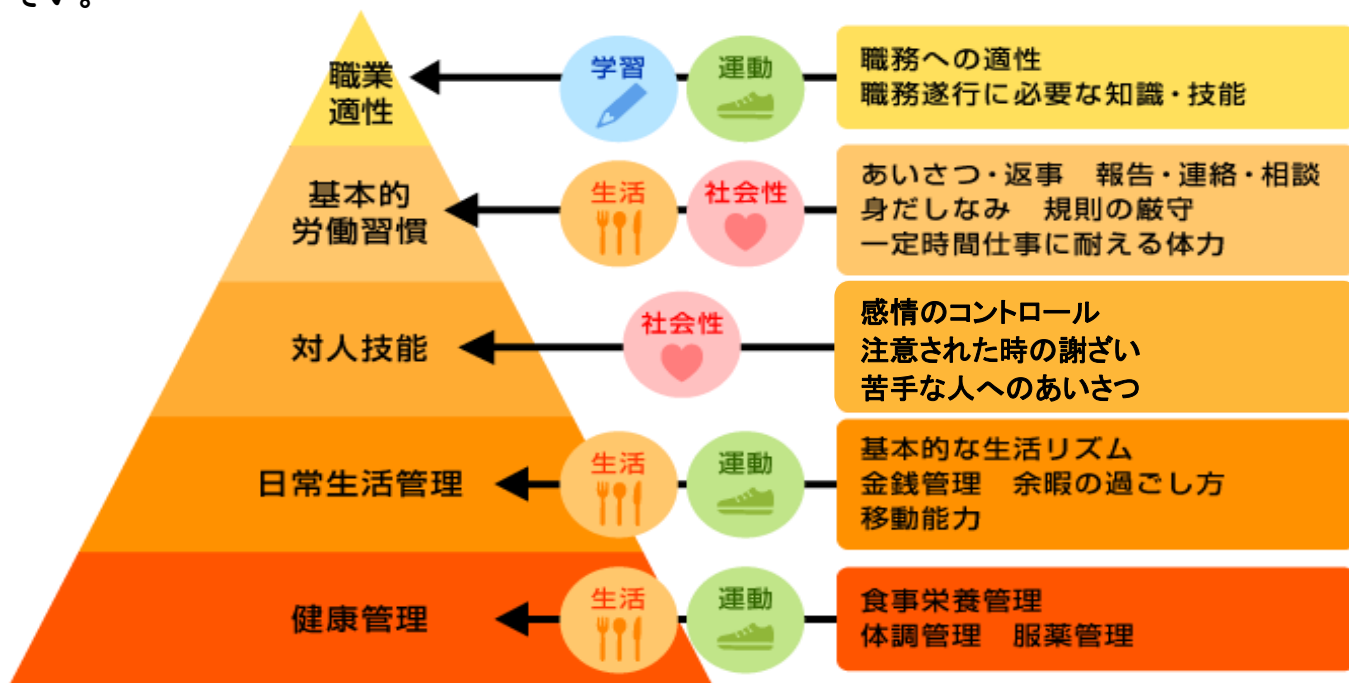 さい。
職業
適性
学習
運動
職務への適性
職務遂行に必要な知識・技能
基本的
労働習慣
生活
社会性
あいさつ・返事　報告・連絡・相談
身だしなみ　規則の厳守
一定時間仕事に耐える体力
対人技能
社会性
感情のコントロール
注意された時の謝ざい
苦手な人へのあいさつ
日常生活管理
生活
運動
基本的な生活リズム
金銭管理　余暇の過ごし方
移動能力
健康管理
生活
運動
食事栄養管理
体調管理　服薬管理